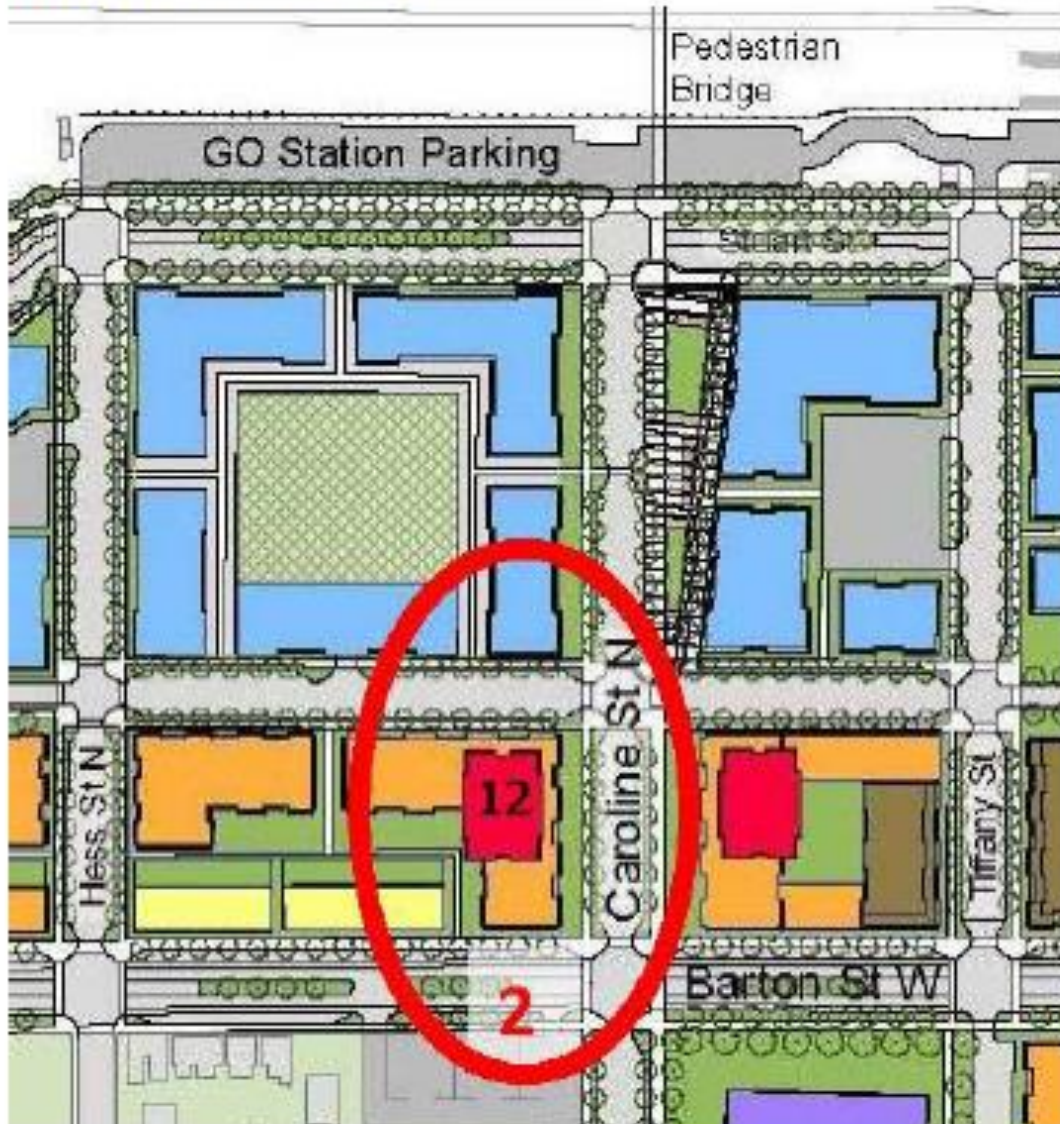 Pedestrian
Bridge
GO Station Parking
Stuart St
12
Caroline St N
Hess St N
Tiffany St
Barton St W
2